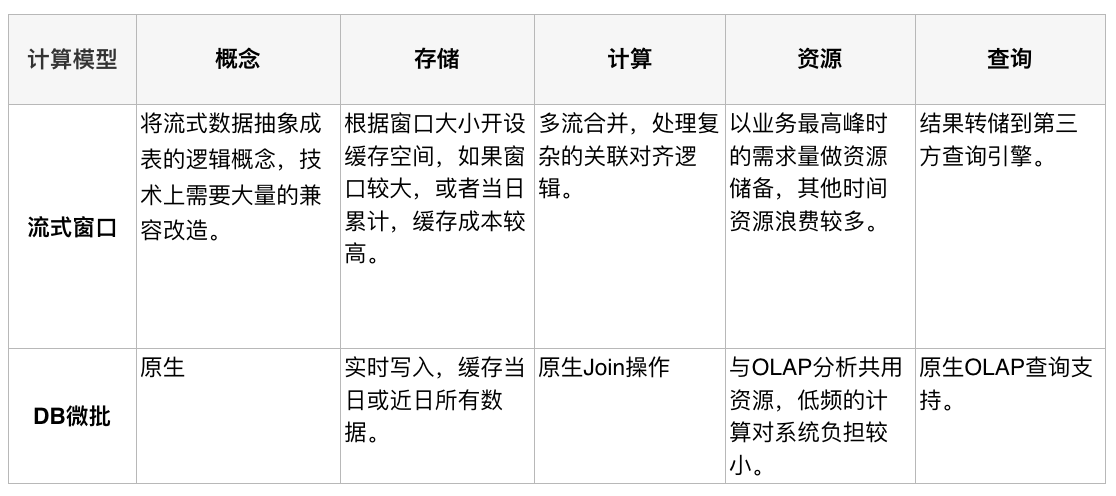 计算模型
概念
存储
计算
资源
查询
流式窗口
将流式数据抽象成
表的逻辑概念，技
术上需要大量的兼
容改造。
根据窗口大小开设
缓存空间，如果窗
口较大，或者当日
累计，缓存成本较
高。
多流合并，处理复
杂的关联对齐逻
辑。
以业务最高峰时
的需求量做资源
储备，其他时间
资源浪费较多。
结果转储到第三
方查询引擎。
DB微批
原生
实时写入，缓存当
日或近日所有数
据。
原生Join操作
与OLAP分析共用
资源，低频的计
算对系统负担较
小。
原生OLAP查询支
持。